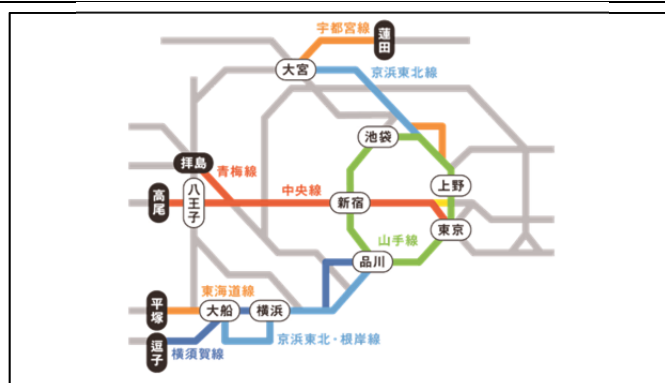 宇都宮線
蓮田
大宮
京浜東北線
池袋
拝島
青梅線
上野
高尾
八王子
中央線
新宿
東京
山手線
品川
東海道線
平塚
大船
横浜
逗子
横須賀線
京浜東北・根岸線